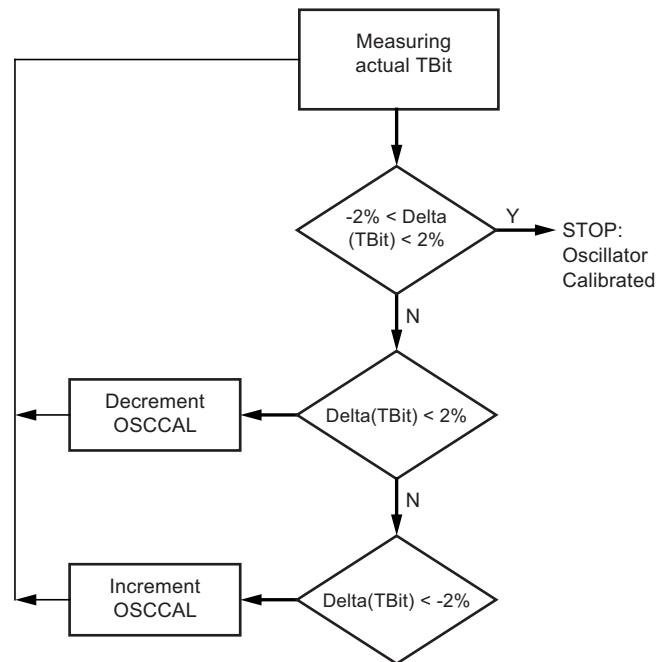 Measuring
actual TBit
-2% < Delta
(TBit) < 2%
Y
STOP:
Oscillator
Calibrated
N
Decrement
OSCCAL
Delta(TBit) < 2%
N
Increment
OSCCAL
Delta(TBit) < -2%